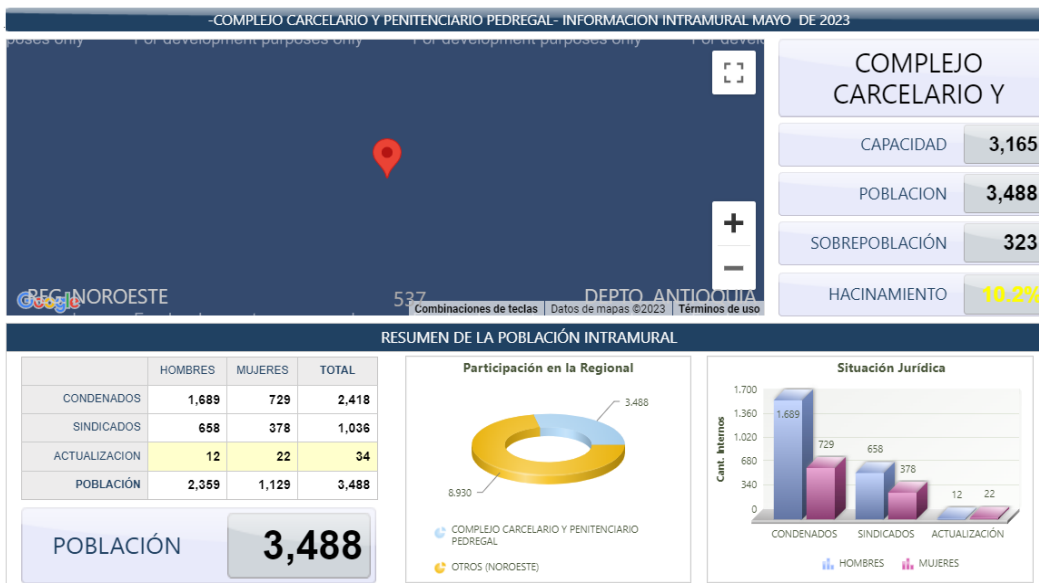 -COMPLEJO CARCELARIO Y PENITENCIARIO PEDREGAL- INFORMACION INTRAMURAL MAYO DE 2023
poses only For development purposes only For development purposes only For develo
COMPLEJO
CARCELARIO Y
CAPACIDAD 3,165
POBLACION 3,488
SOBREPOBLACIÓN 323
HACINAMIENTO 10.2%
Google
REG. NOROESTE 537 DEPTO ANTIOQUIA
Combinaciones de teclas Datos de mapas ©2023 Términos de uso
RESUMEN DE LA POBLACIÓN INTRAMURAL
HOMBRES MUJERES TOTAL
CONDENADOS 1,689 729 2,418
SINDICADOS 658 378 1,036
ACTUALIZACION 12 22 34
POBLACIÓN 2,359 1,129 3,488
POBLACIÓN 3,488
Participación en la Regional
3.488
8.930
COMPLEJO CARCELARIO Y PENITENCIARIO
PEDREGAL
OTROS (NOROESTE)
Situación Jurídica
Cant. Internos
1.700
1.360
1.020
680
340
0
1.689
729
658
378
12
22
CONDENADOS SINDICADOS ACTUALIZACIÓN
HOMBRES MUJERES